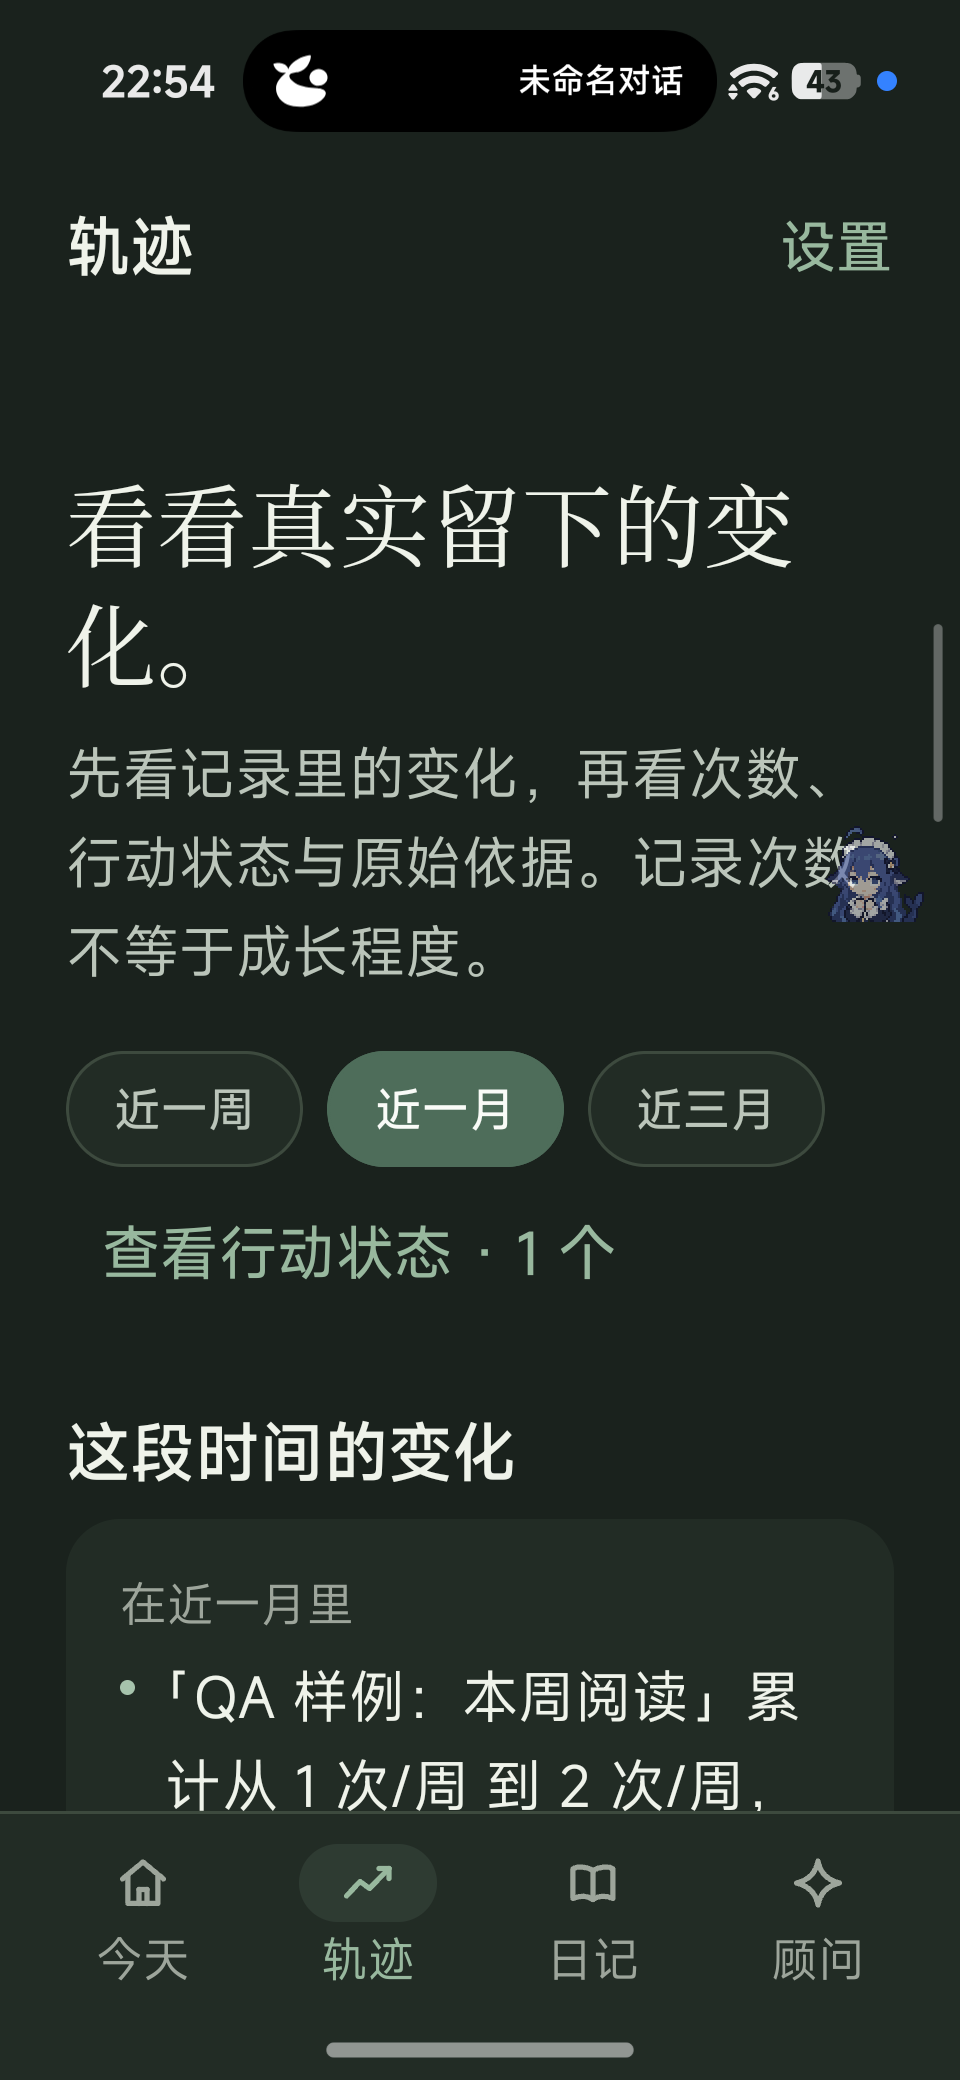 22:54
未命名对话
6
43
轨迹
设置
看看真实留下的变
化。
先看记录里的变化，再看次数、
行动状态与原始依据。记录次数
不等于成长程度。
近一周
近一月
近三月
查看行动状态 · 1 个
这段时间的变化
在近一月里
「QA 样例：本周阅读」累
计从 1 次/周 到 2 次/周，
今天
轨迹
日记
顾问